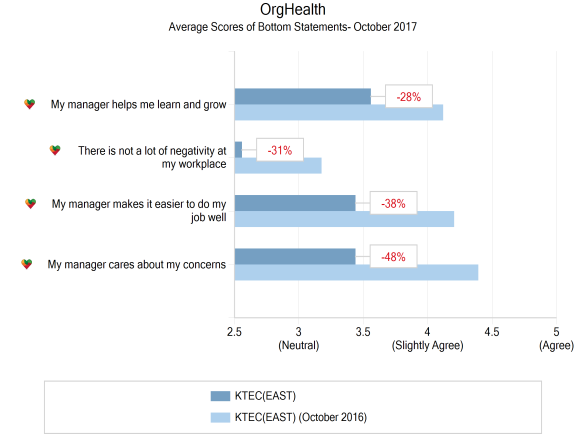 OrgHealth
Average Scores of Bottom Statements- October 2017
My manager helps me learn and grow
-28%
There is not a lot of negativity at
my workplace
-31%
My manager makes it easier to do my
job well
-38%
My manager cares about my concerns
-48%
2.5 3 3.5 4 4.5 5
(Neutral) (Slightly Agree) (Agree)
KTEC(EAST)
KTEC(EAST) (October 2016)